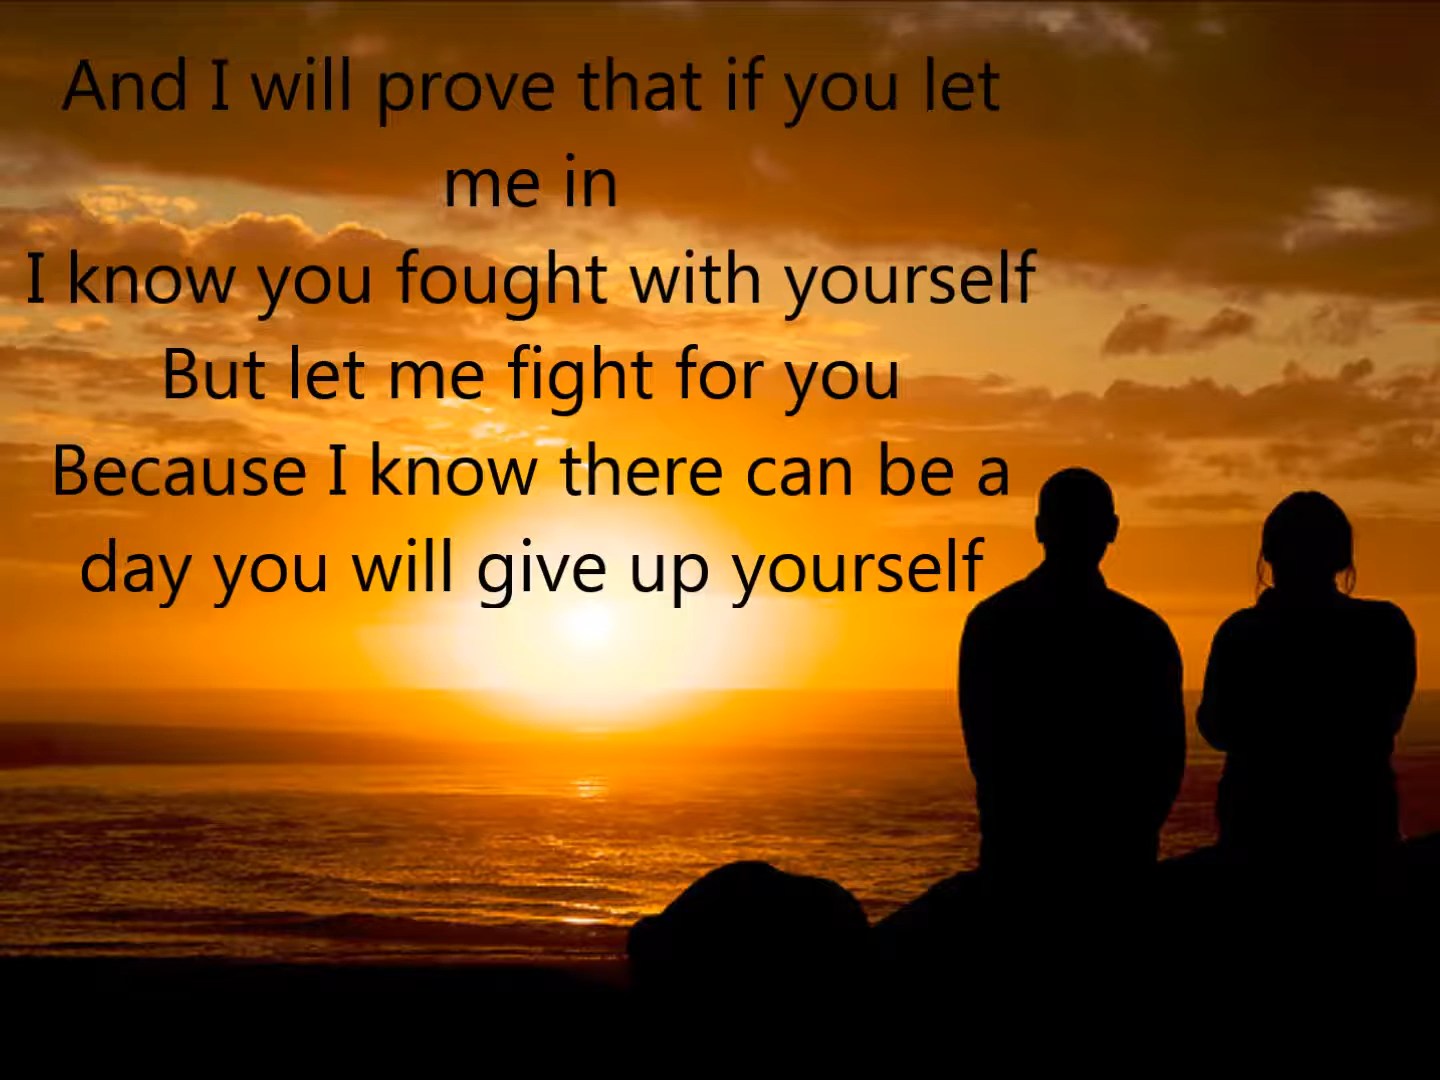 And I will prove that if you let
me in
I know you fought with yourself
But let me fight for you
Because I know there can be a
day you will give up yourself